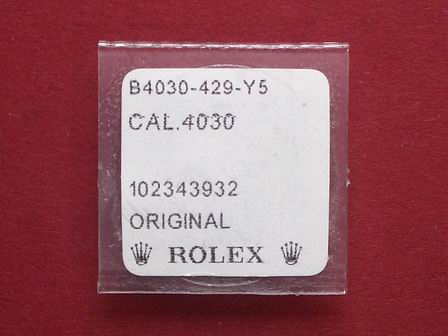 B4030-429-Y5
CAL.4030
102343932
ORIGINAL
ROLEX